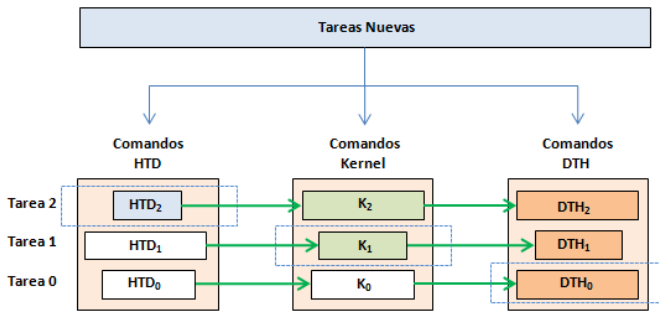 Tareas Nuevas
Comandos HTD
Comandos Kernel
Comandos DTH
Tarea 2 HTD₂ K₂ DTH₂
Tarea 1 HTD₁ K₁ DTH₁
Tarea 0 HTD₀ K₀ DTH₀